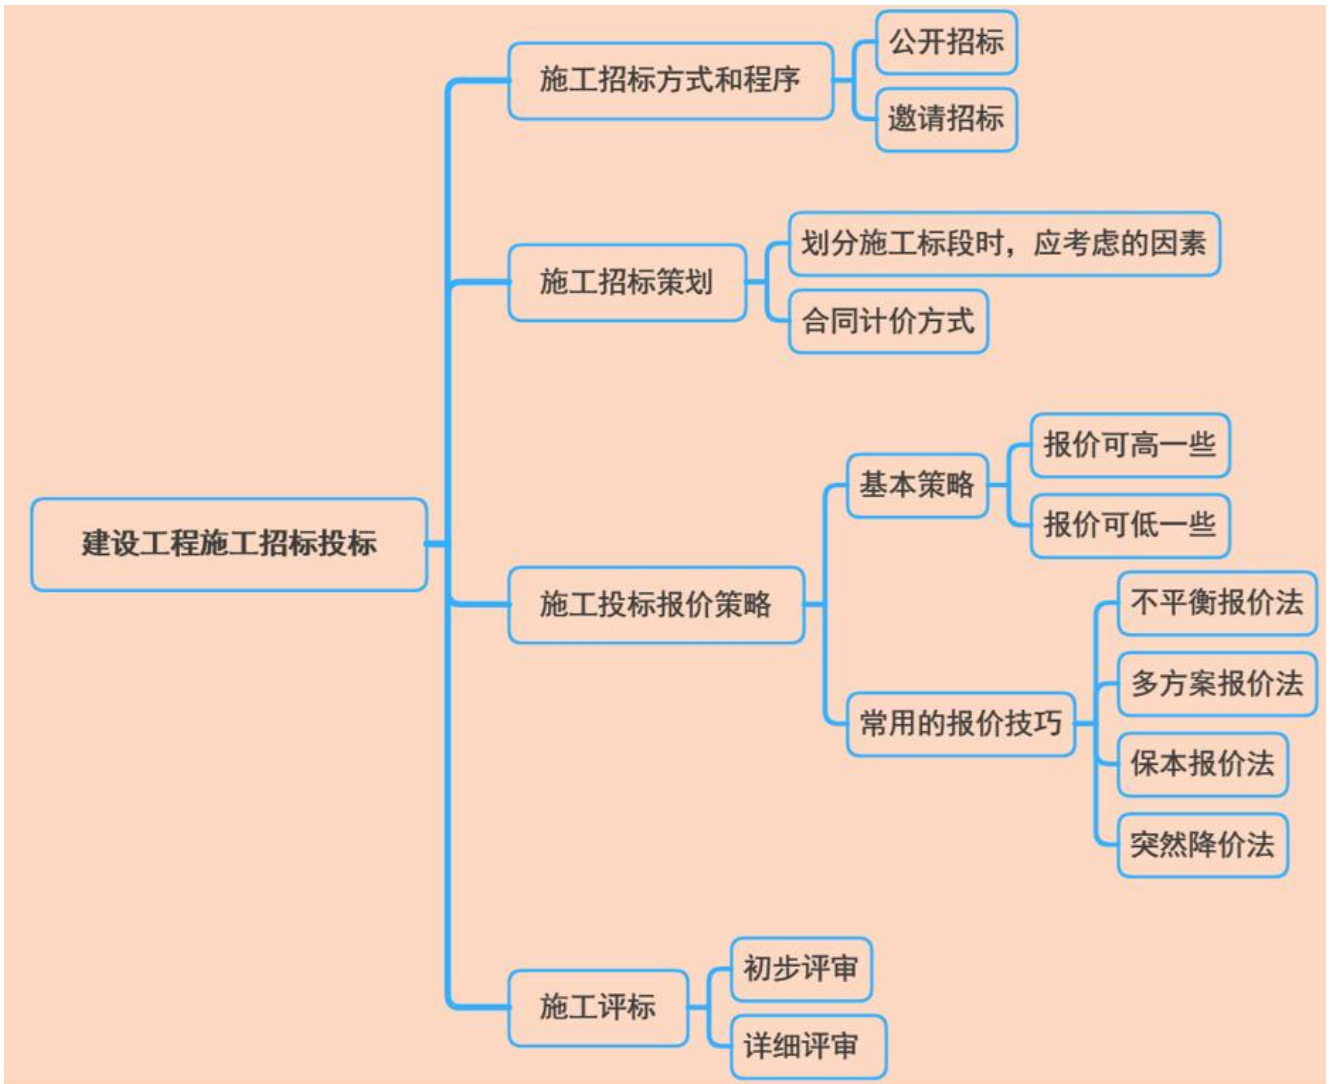 建设工程施工招标投标
施工招标方式和程序
公开招标
邀请招标
施工招标策划
划分施工标段时，应考虑的因素
合同计价方式
施工投标报价策略
基本策略
报价可高一些
报价可低一些
常用的报价技巧
不平衡报价法
多方案报价法
保本报价法
突然降价法
施工评标
初步评审
详细评审